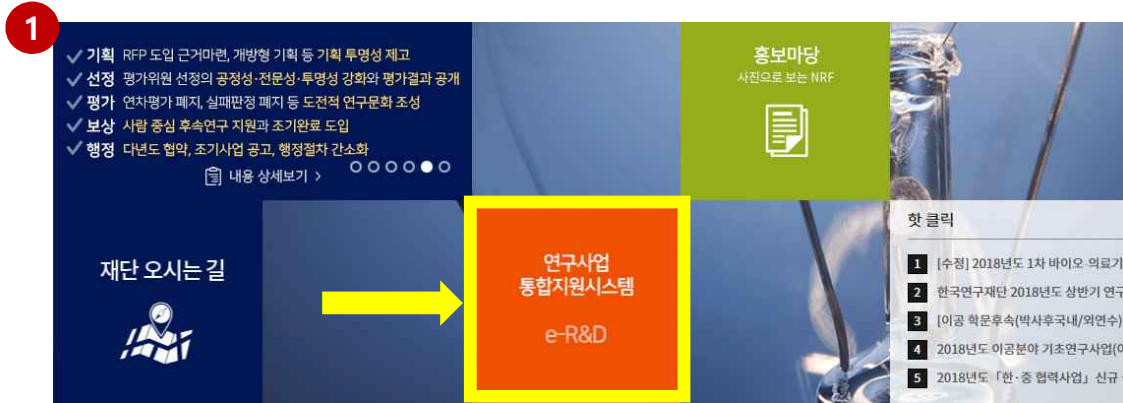 1
기획 RFP 도입 근거마련, 개방형 기획 등 기획 투명성 제고
선정 평가위원 선정의 공정성·전문성·투명성 강화와 평가결과 공개
평가 연차평가 폐지, 실패판정 폐지 등 도전적 연구문화 조성
보상 사람 중심 후속연구 지원과 조기완료 도입
행정 다년도 협약, 조기사업 공고, 행정절차 간소화
내용 상세보기 >
홍보마당
사진으로 보는 NRF
재단 오시는 길
연구사업
통합지원시스템
e-R&D
핫 클릭
1 [수정] 2018년도 1차 바이오·의료기
2 한국연구재단 2018년도 상반기 연구
3 [이공 학문후속(박사후국내/외연수)
4 2018년도 이공분야 기초연구사업(이
5 2018년도 「한·중 협력사업」 신규